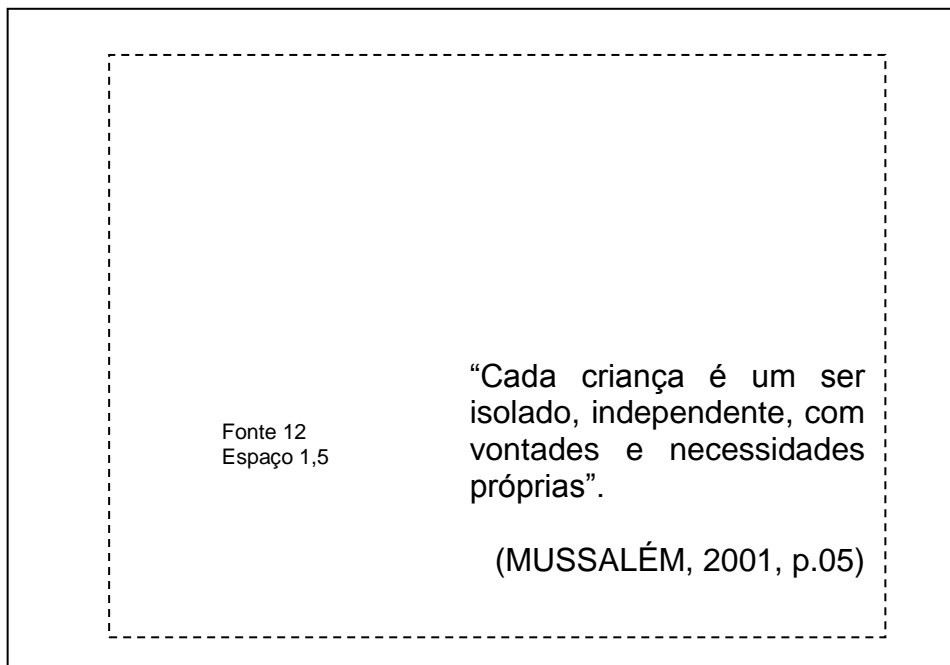 “Cada criança é um ser
isolado, independente, com
vontades e necessidades
próprias”.
Fonte 12
Espaço 1,5
(MUSSALÉM, 2001, p.05)